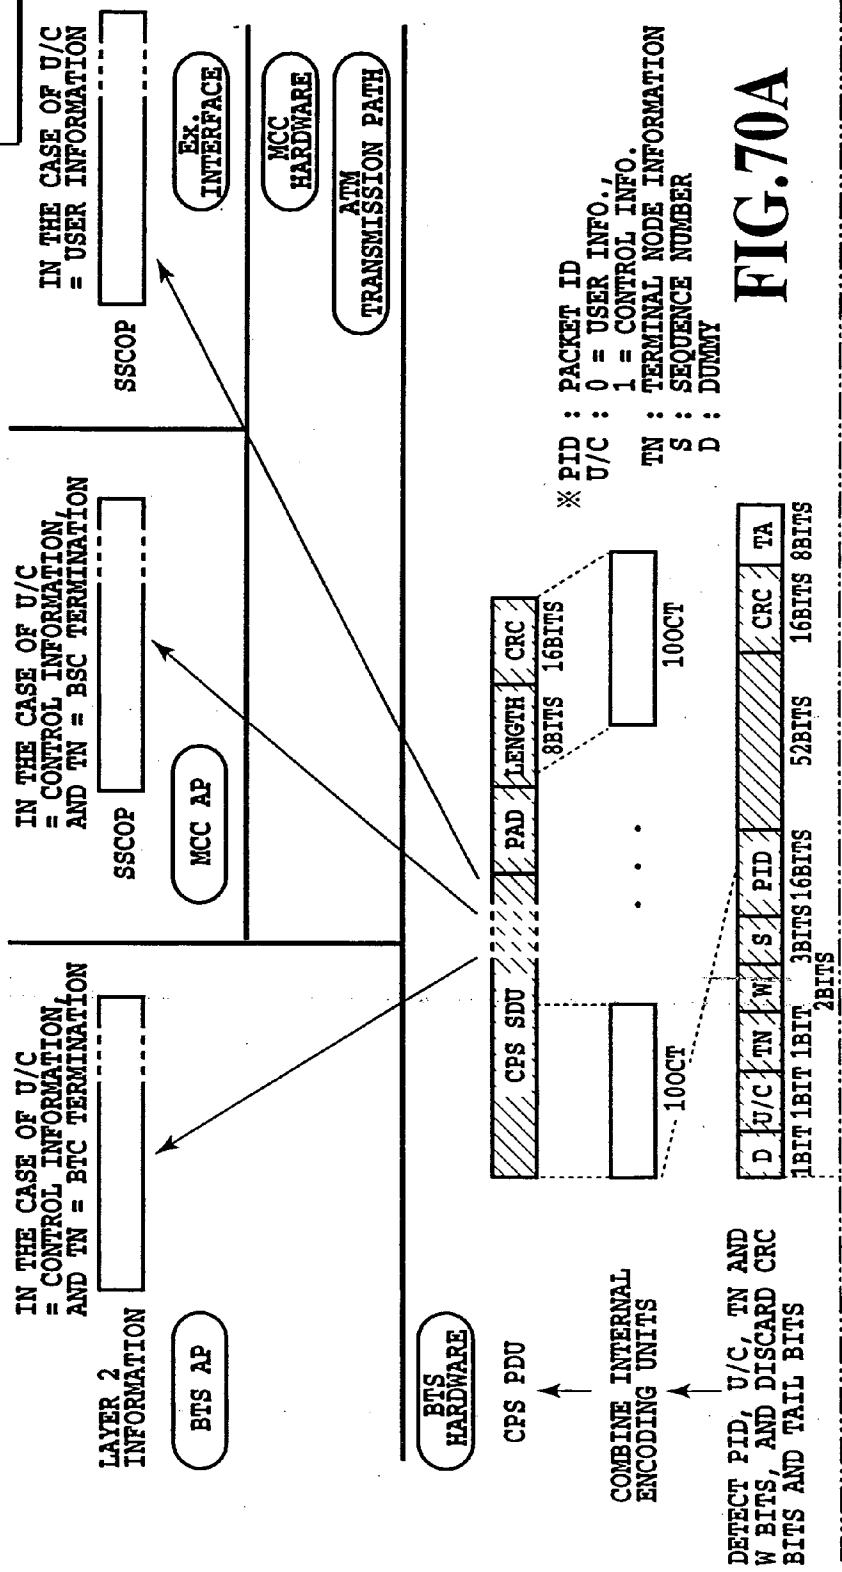 IN THE CASE OF U/C
= CONTROL INFORMATION,
AND TN = BTC TERMINATION
LAYER 2
INFORMATION
BTS AP
IN THE CASE OF U/C
= CONTROL INFORMATION,
AND TN = BSC TERMINATION
SSCOP
MCC AP
IN THE CASE OF U/C
= USER INFORMATION
SSCOP
Ex.
INTERFACE
MCC
HARDWARE
ATM
TRANSMISSION PATH
BTS
HARDWARE
CPS PDU
CPS SDU
PAD
LENGTH
CRC
8BITS
16BITS
COMBINE INTERNAL
ENCODING UNITS
10OCT
10OCT
※ PID : PACKET ID
U/C : 0 = USER INFO.,
1 = CONTROL INFO.
TN : TERMINAL NODE INFORMATION
S : SEQUENCE NUMBER
D : DUMMY
DETECT PID, U/C, TN AND
W BITS, AND DISCARD CRC
BITS AND TAIL BITS
D
U/C
TN
W
S
PID
CRC
TA
1BIT
1BIT
1BIT
2BITS
3BITS
16BITS
52BITS
16BITS
8BITS
FIG.70A